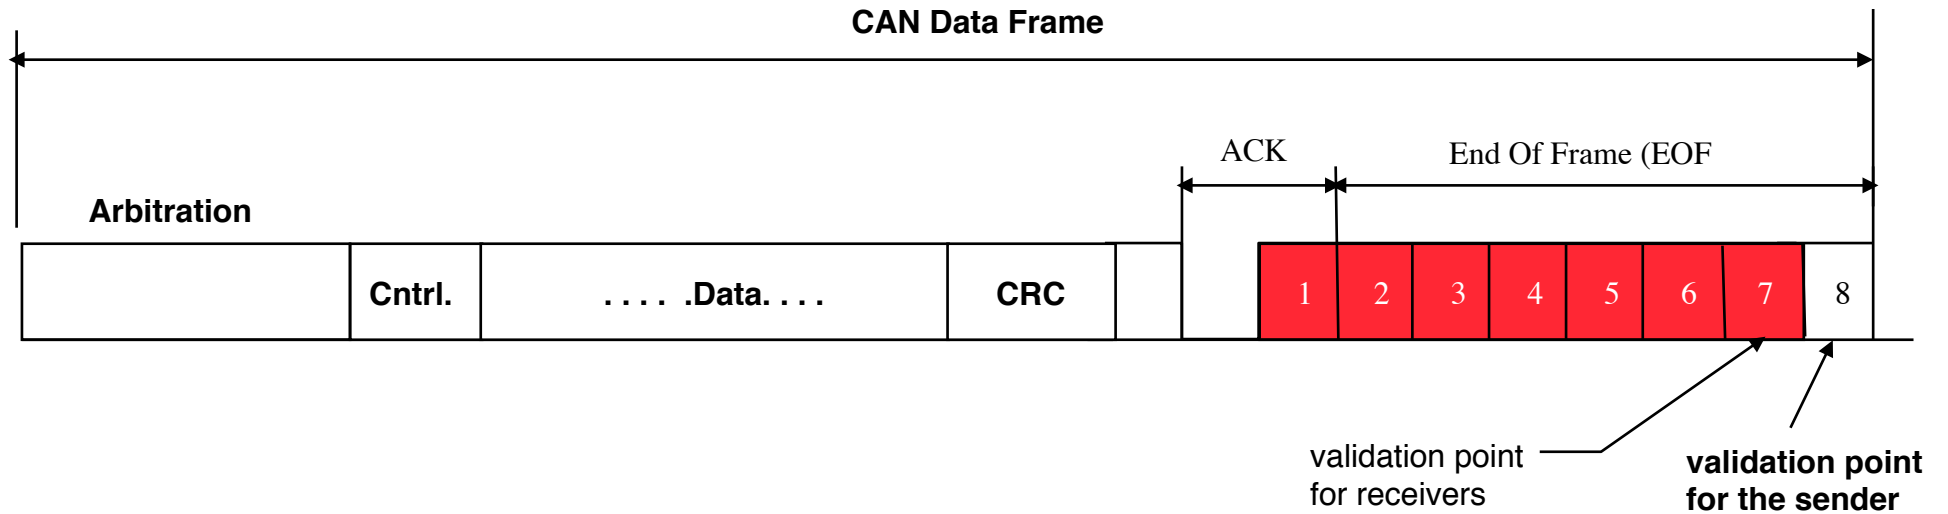 CAN Data Frame
ACK
End Of Frame (EOF
Arbitration
Cntrl.
. . . . .Data. . . .
CRC
1 2 3 4 5 6 7 8
validation point
for receivers
validation point
for the sender